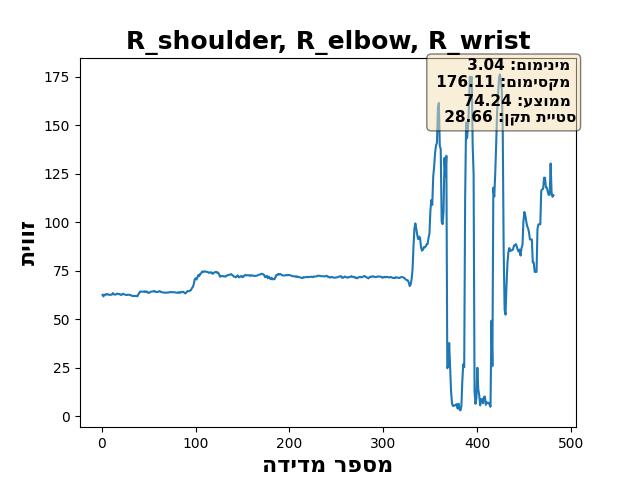 R_shoulder, R_elbow, R_wrist
מינימום: 3.04
מקסימום: 176.11
ממוצע: 74.24
סטיית תקן: 28.66
זווית
175
150
125
100
75
50
25
0
0 100 200 300 400 500
מספר מדידה